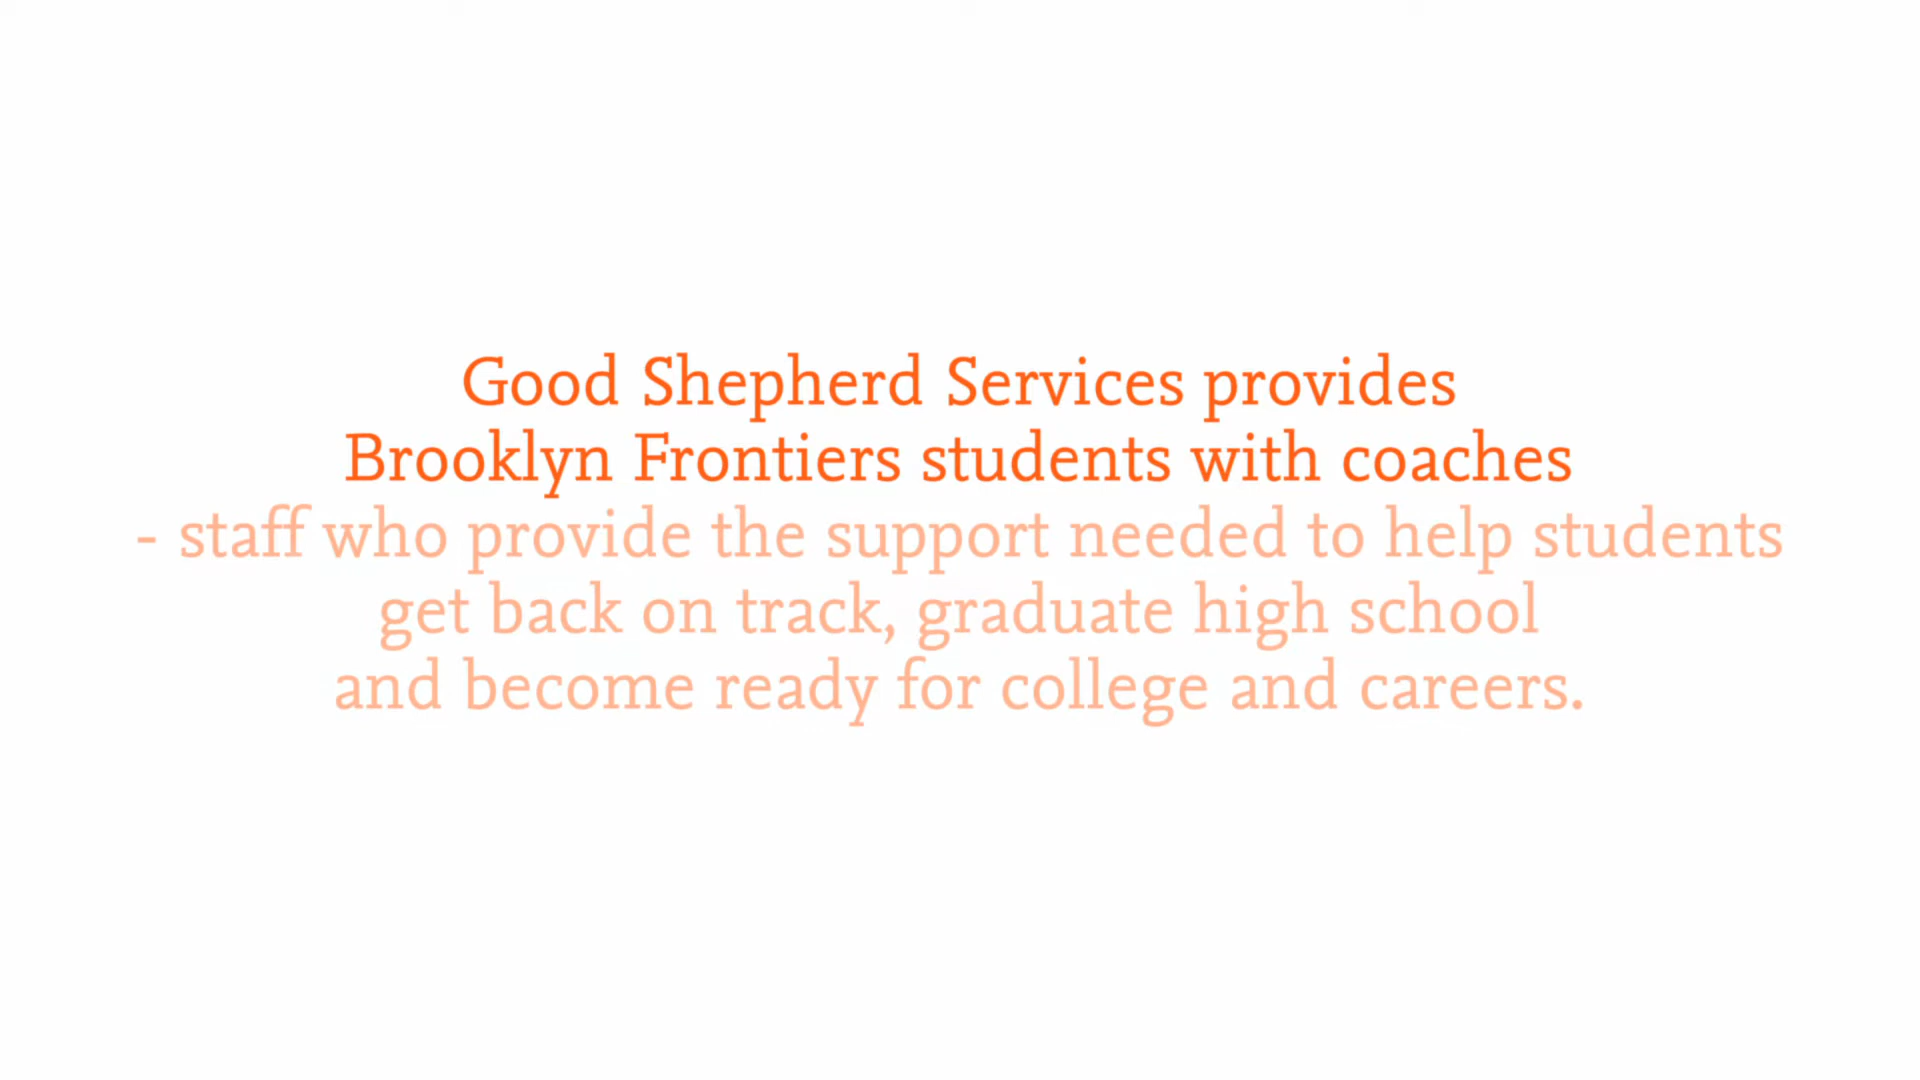 Good Shepherd Services provides
Brooklyn Frontiers students with coaches
- staff who provide the support needed to help students
get back on track, graduate high school
and become ready for college and careers.